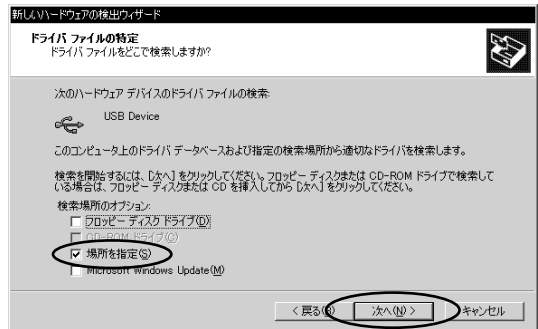 新しいハードウェアの検出ウィザード
ドライバ ファイルの特定
ドライバ ファイルをどこで検索しますか?
次のハードウェア デバイスのドライバ ファイルの検索:
USB Device
このコンピュータ上のドライバ データベースおよび指定の検索場所から適切なドライバを検索します。
検索を開始するには、[次へ] をクリックしてください。フロッピー ディスクまたは CD-ROM ドライブで検索して
いる場合は、フロッピー ディスクまたは CD を挿入してから [次へ] をクリックしてください。
検索場所のオプション:
フロッピー ディスク ドライブ(D)
CD-ROM ドライブ(C)
場所を指定(S)
Microsoft Windows Update(M)
< 戻る(B)
次へ(N) >
キャンセル